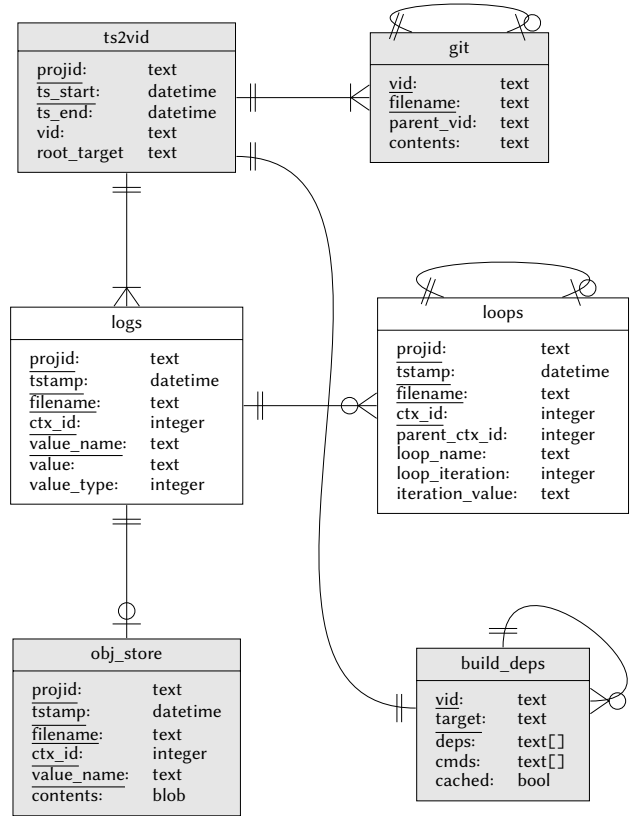 ts2vid
projid: text
ts_start: datetime
ts_end: datetime
vid: text
root_target text
git
vid: text
filename: text
parent_vid: text
contents: text
logs
projid: text
tstamp: datetime
filename: text
ctx_id: integer
value_name: text
value: text
value_type: integer
loops
projid: text
tstamp: datetime
filename: text
ctx_id: integer
parent_ctx_id: integer
loop_name: text
loop_iteration: integer
iteration_value: text
obj_store
projid: text
tstamp: datetime
filename: text
ctx_id: integer
value_name: text
contents: blob
build_deps
vid: text
target: text
deps: text[]
cmds: text[]
cached: bool